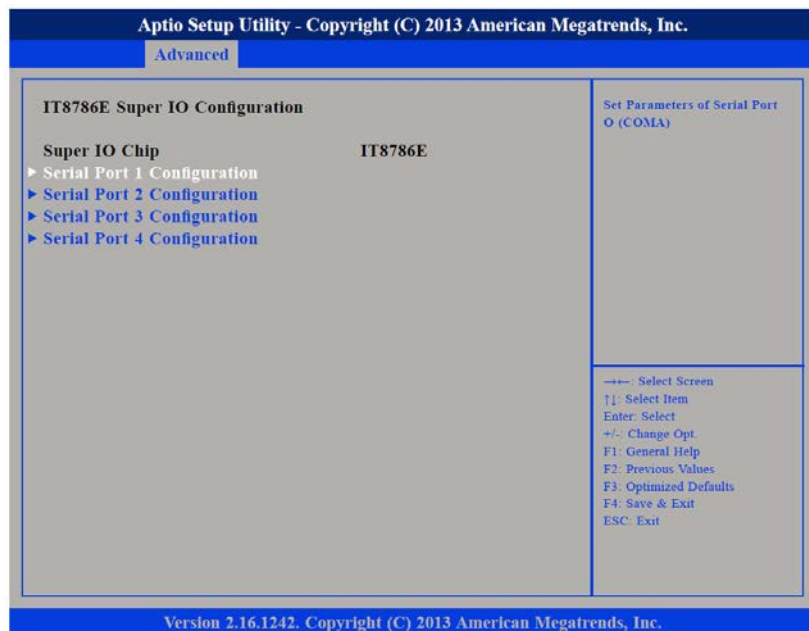 Aptio Setup Utility - Copyright (C) 2013 American Megatrends, Inc.
Advanced
IT8786E Super IO Configuration
Super IO Chip IT8786E
▶ Serial Port 1 Configuration
▶ Serial Port 2 Configuration
▶ Serial Port 3 Configuration
▶ Serial Port 4 Configuration
Set Parameters of Serial Port
O (COMA)
→←: Select Screen
↑↓: Select Item
Enter: Select
+/-: Change Opt.
F1: General Help
F2: Previous Values
F3: Optimized Defaults
F4: Save & Exit
ESC: Exit
Version 2.16.1242. Copyright (C) 2013 American Megatrends, Inc.